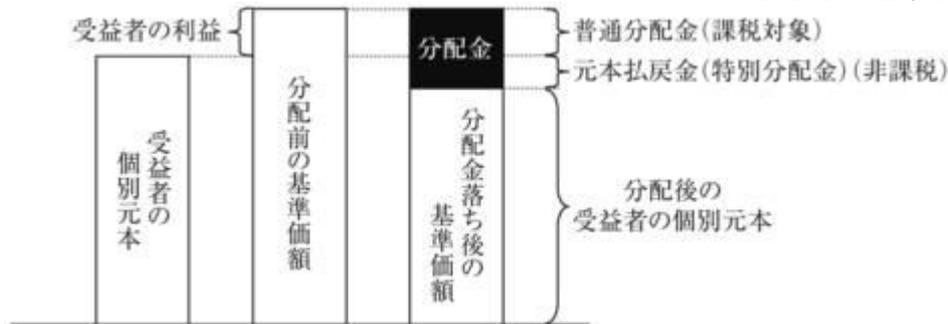 受益者の利益
受益者の
個別元本
分配前の基準価額
分配金
分配金落ち後の
基準価額
普通分配金(課税対象)
元本払戻金(特別分配金)(非課税)
分配後の
受益者の個別元本